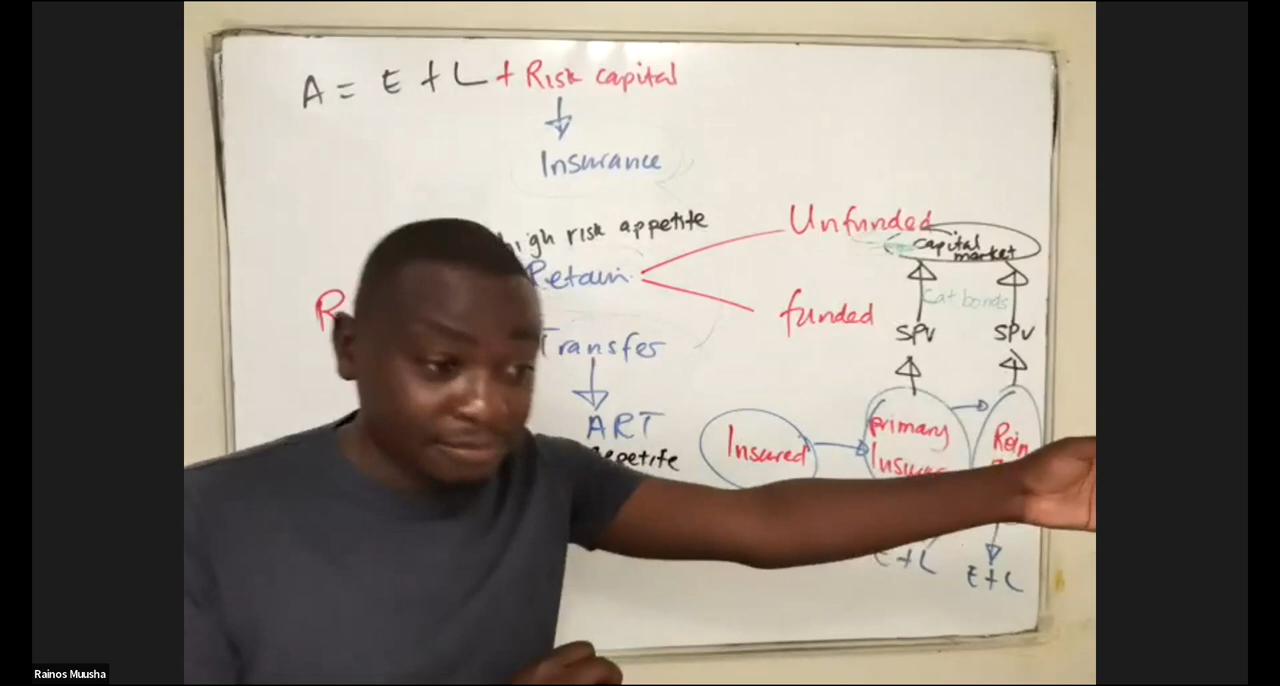 A = E + L + Risk capital
Insurance
high risk appetite
Retain
Unfunded
funded
capital
market
Cat bonds
SPV
SPV
Transfer
ART
Insured
primary
E + L
E + L
Rainos Muusha